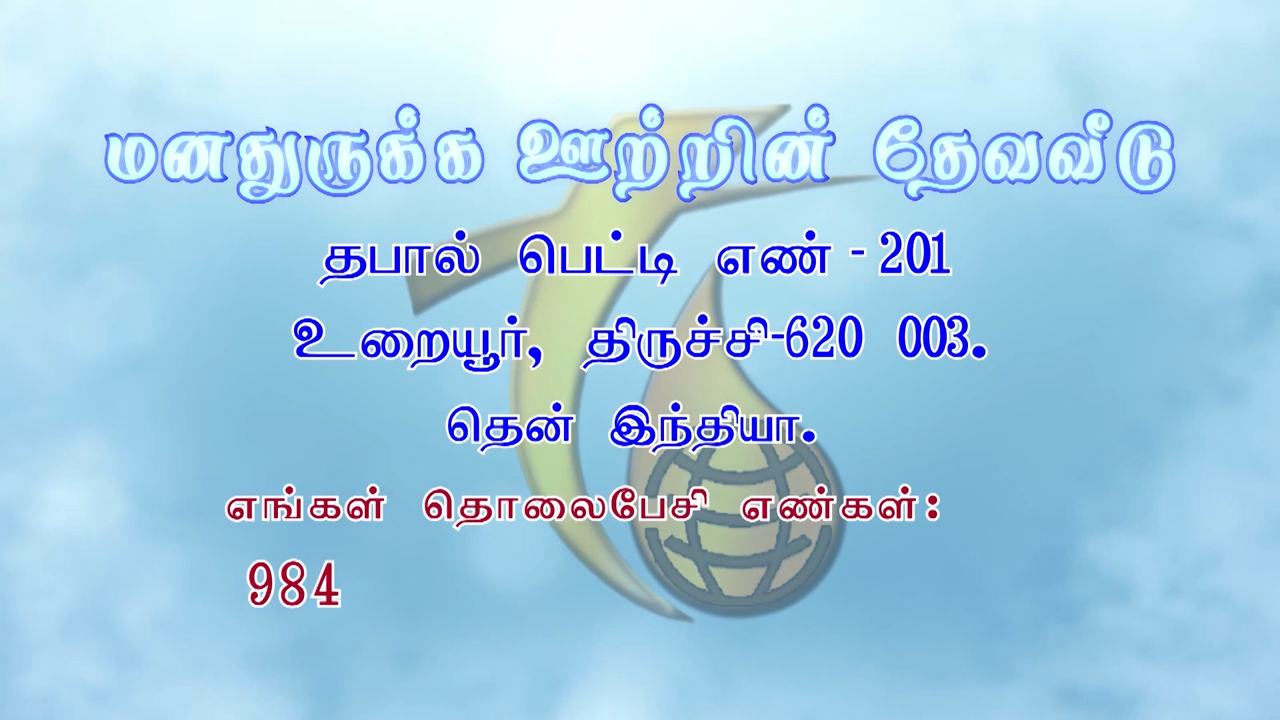 மனதுருக்க ஊற்றின் தேவவீடு
தபால் பெட்டி எண் - 201
உறையூர், திருச்சி-620 003.
தென் இந்தியா.
எங்கள் தொலைபேசி எண்கள்:
984